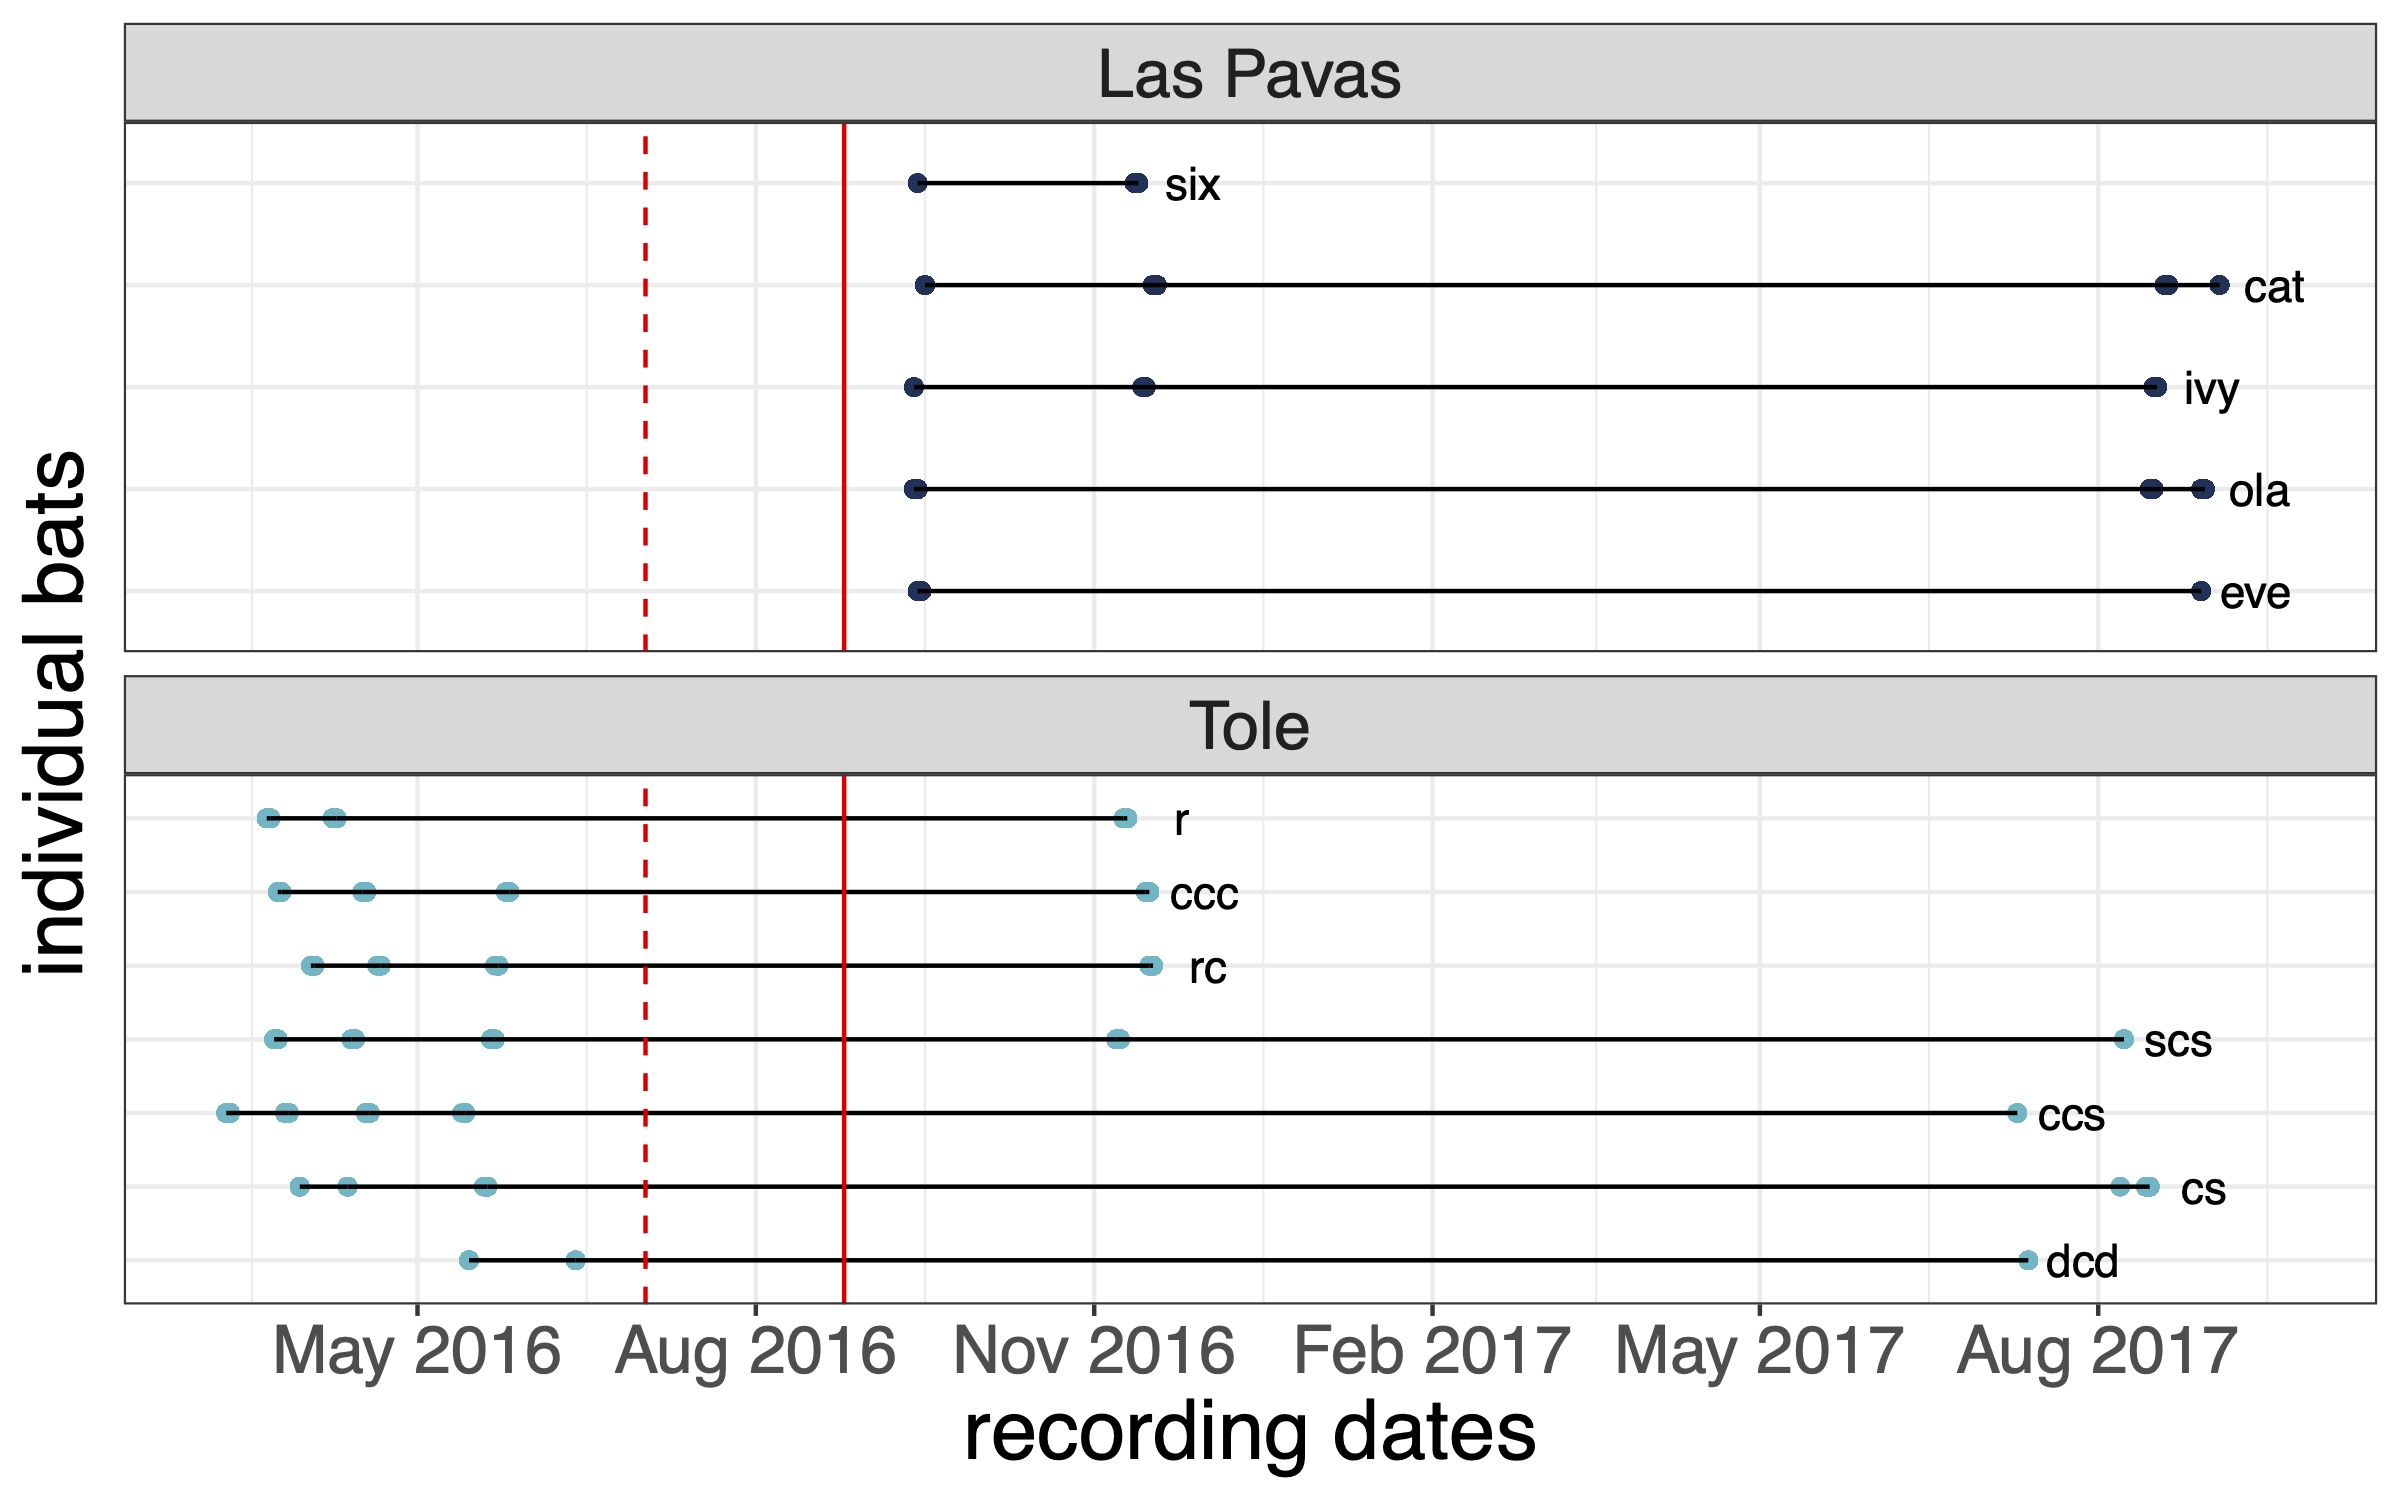 Las Pavas
six
cat
ivy
ola
eve
individual bats
Tole
r
ccc
rc
scs
ccs
cs
dcd
May 2016 Aug 2016 Nov 2016 Feb 2017 May 2017 Aug 2017
recording dates